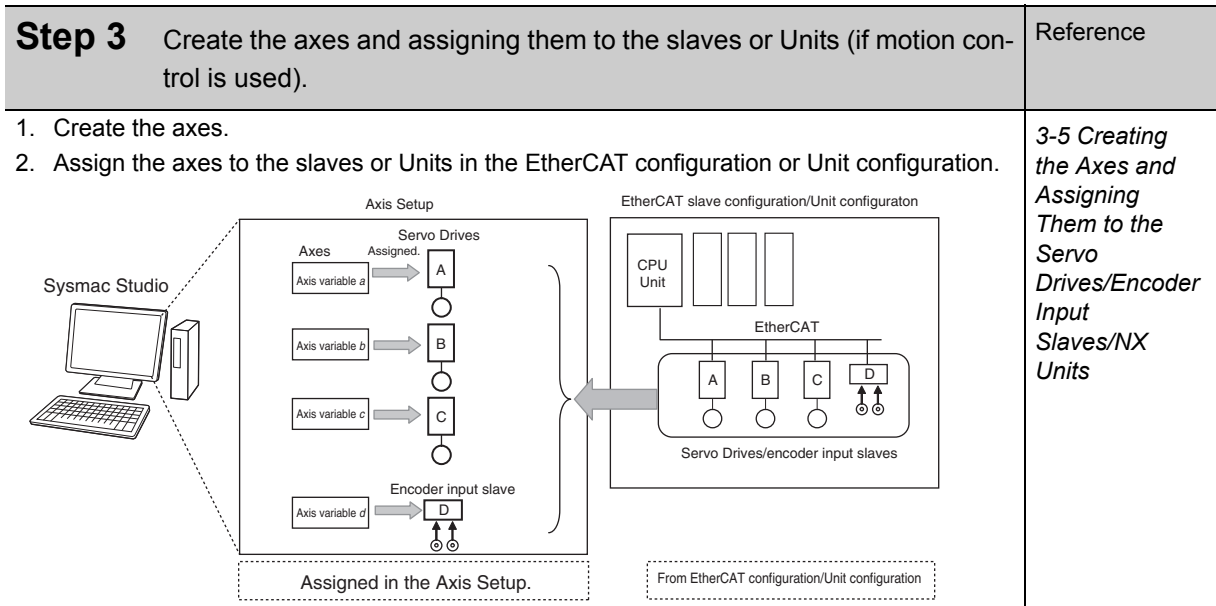 Step 3 Create the axes and assigning them to the slaves or Units (if motion con-
trol is used).
Reference
1. Create the axes.
2. Assign the axes to the slaves or Units in the EtherCAT configuration or Unit configuration.
3-5 Creating
the Axes and
Assigning
Them to the
Servo
Drives/Encoder
Input
Slaves/NX
Units
Sysmac Studio
Axis Setup
Servo Drives
Axes
Assigned.
Axis variable a
A
Axis variable b
B
Axis variable c
C
Encoder input slave
Axis variable d
D
Assigned in the Axis Setup.
EtherCAT slave configuration/Unit configuraton
CPU
Unit
EtherCAT
A
B
C
D
Servo Drives/encoder input slaves
From EtherCAT configuration/Unit configuration